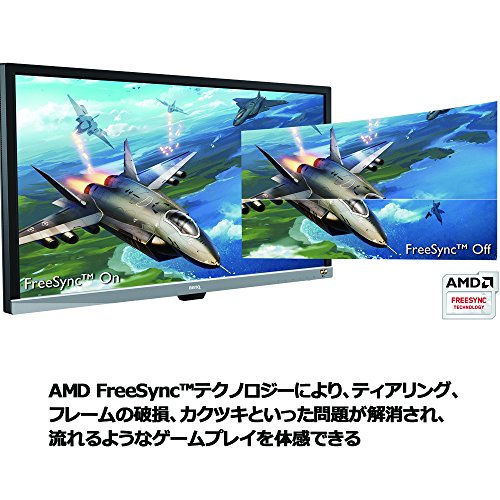 FreeSync™ On
FreeSync™ Off
BenQ
AMD
FREESYNC
TECHNOLOGY
AMD FreeSync™テクノロジーにより、ティアリング、
フレームの破損、カクツキといった問題が解消され、
流れるようなゲームプレイを体感できる